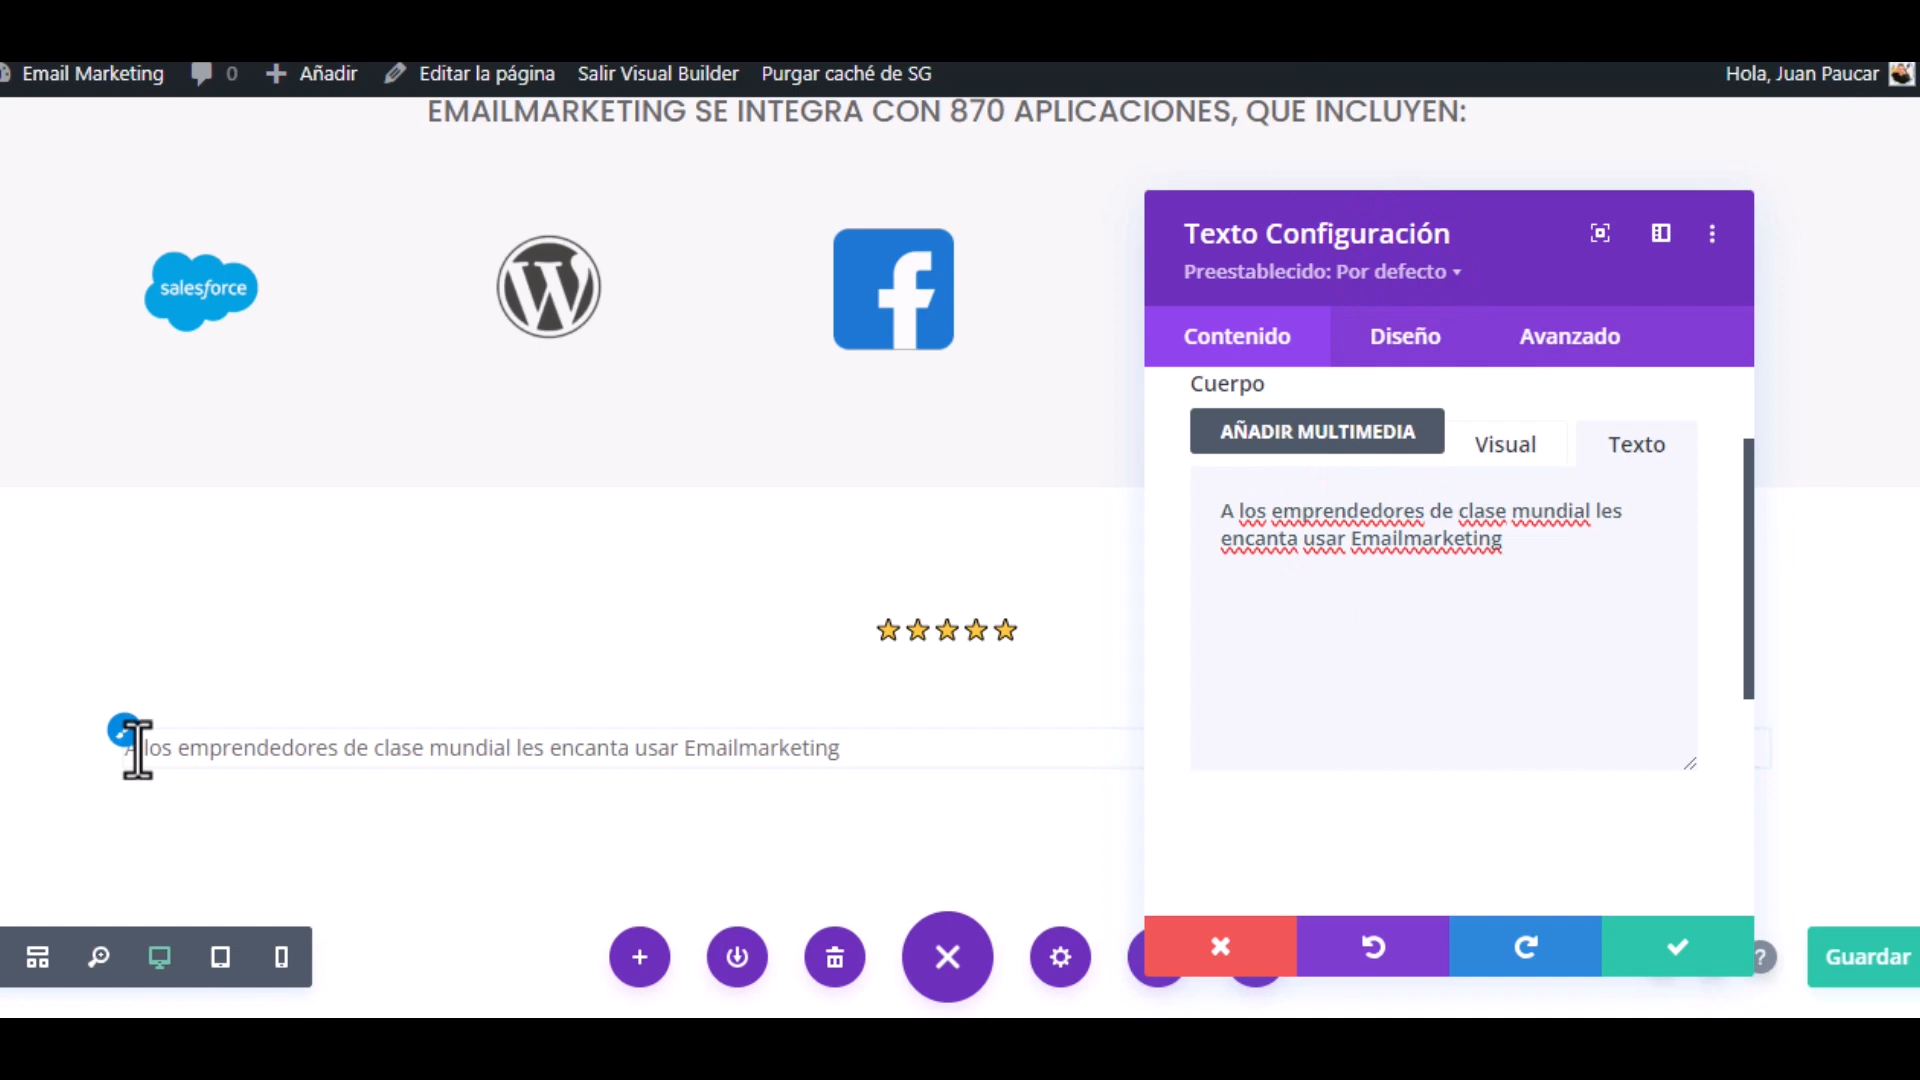 Email Marketing 0 Añadir Editar la página Salir Visual Builder Purgar caché de SG Hola, Juan Paucar
EMAILMARKETING SE INTEGRA CON 870 APLICACIONES, QUE INCLUYEN:
salesforce
Texto Configuración
Preestablecido: Por defecto
Contenido Diseño Avanzado
Cuerpo
AÑADIR MULTIMEDIA Visual Texto
A los emprendedores de clase mundial les
encanta usar Emailmarketing
A los emprendedores de clase mundial les encanta usar Emailmarketing
? Guardar